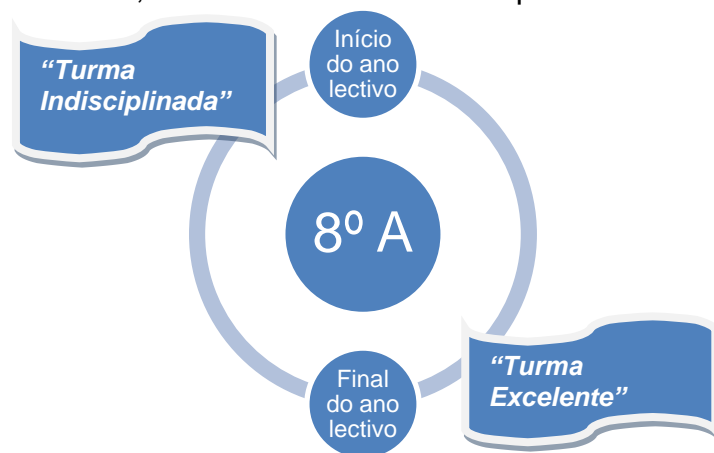 Início
do ano
lectivo
“Turma
Indisciplinada”
8º A
“Turma
Excelente”
Final
do ano
lectivo